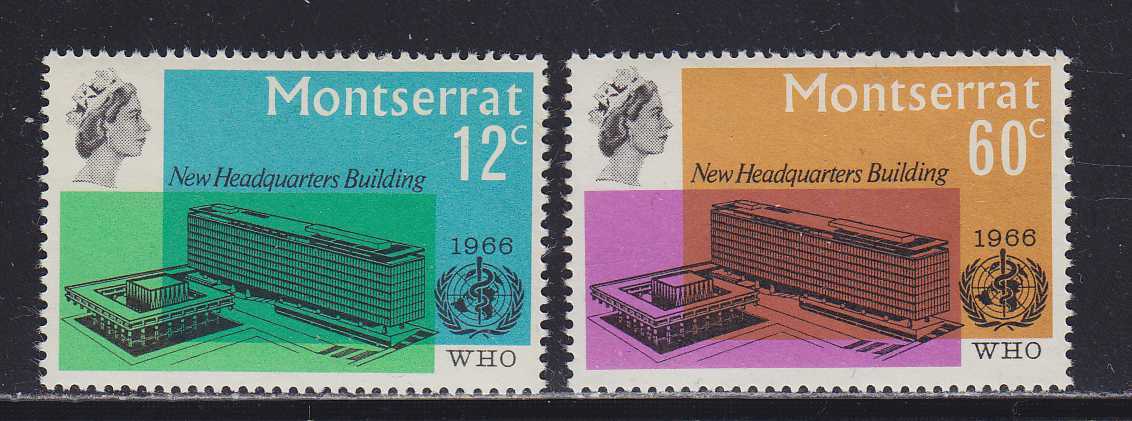 Montserrat
12c
New Headquarters Building
1966
WHO
Montserrat
60c
New Headquarters Building
1966
WHO